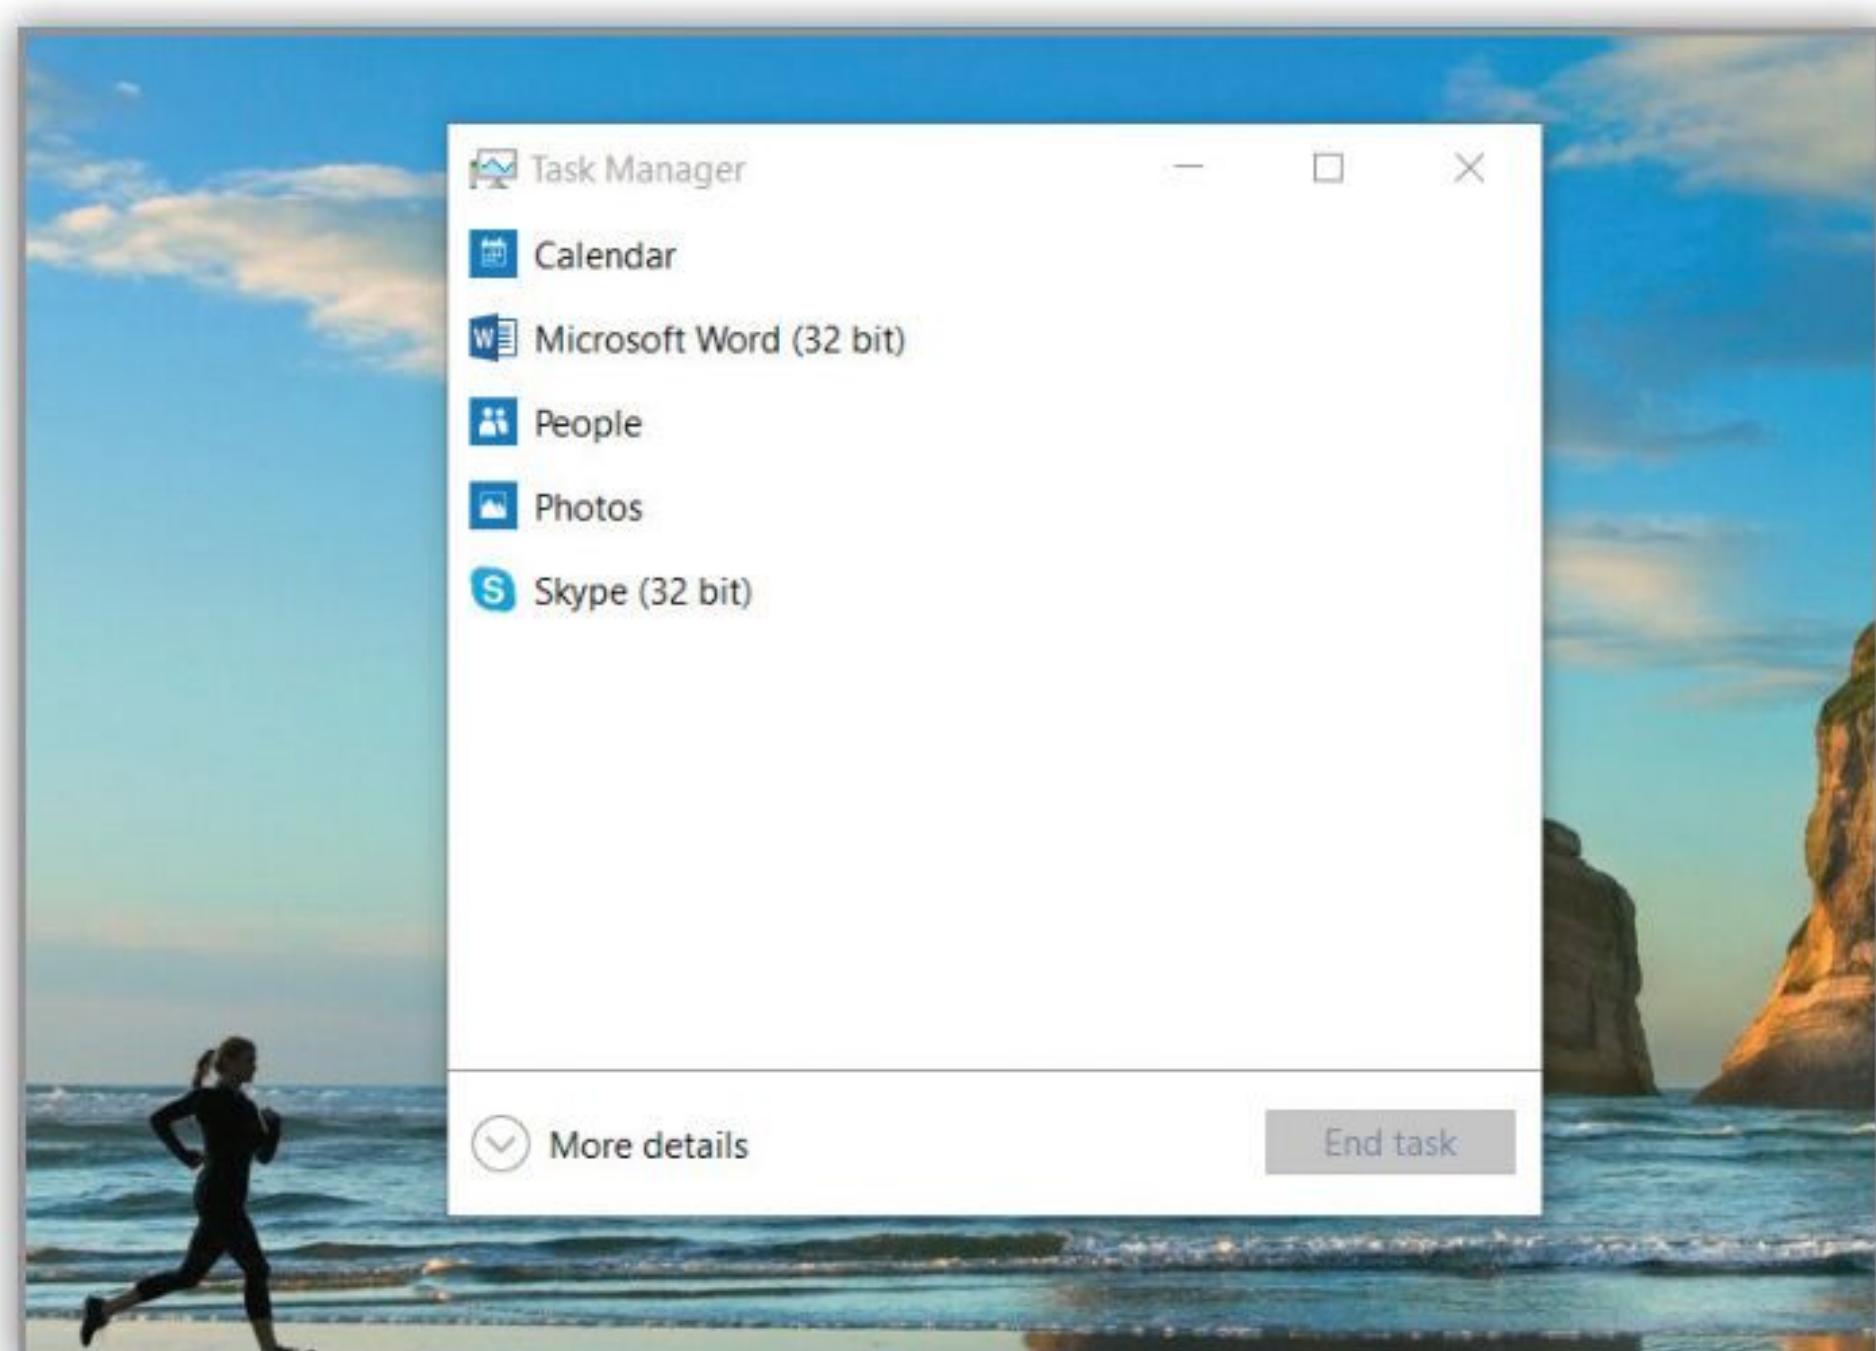 Task Manager
Calendar
Microsoft Word (32 bit)
People
Photos
Skype (32 bit)
More details
End task